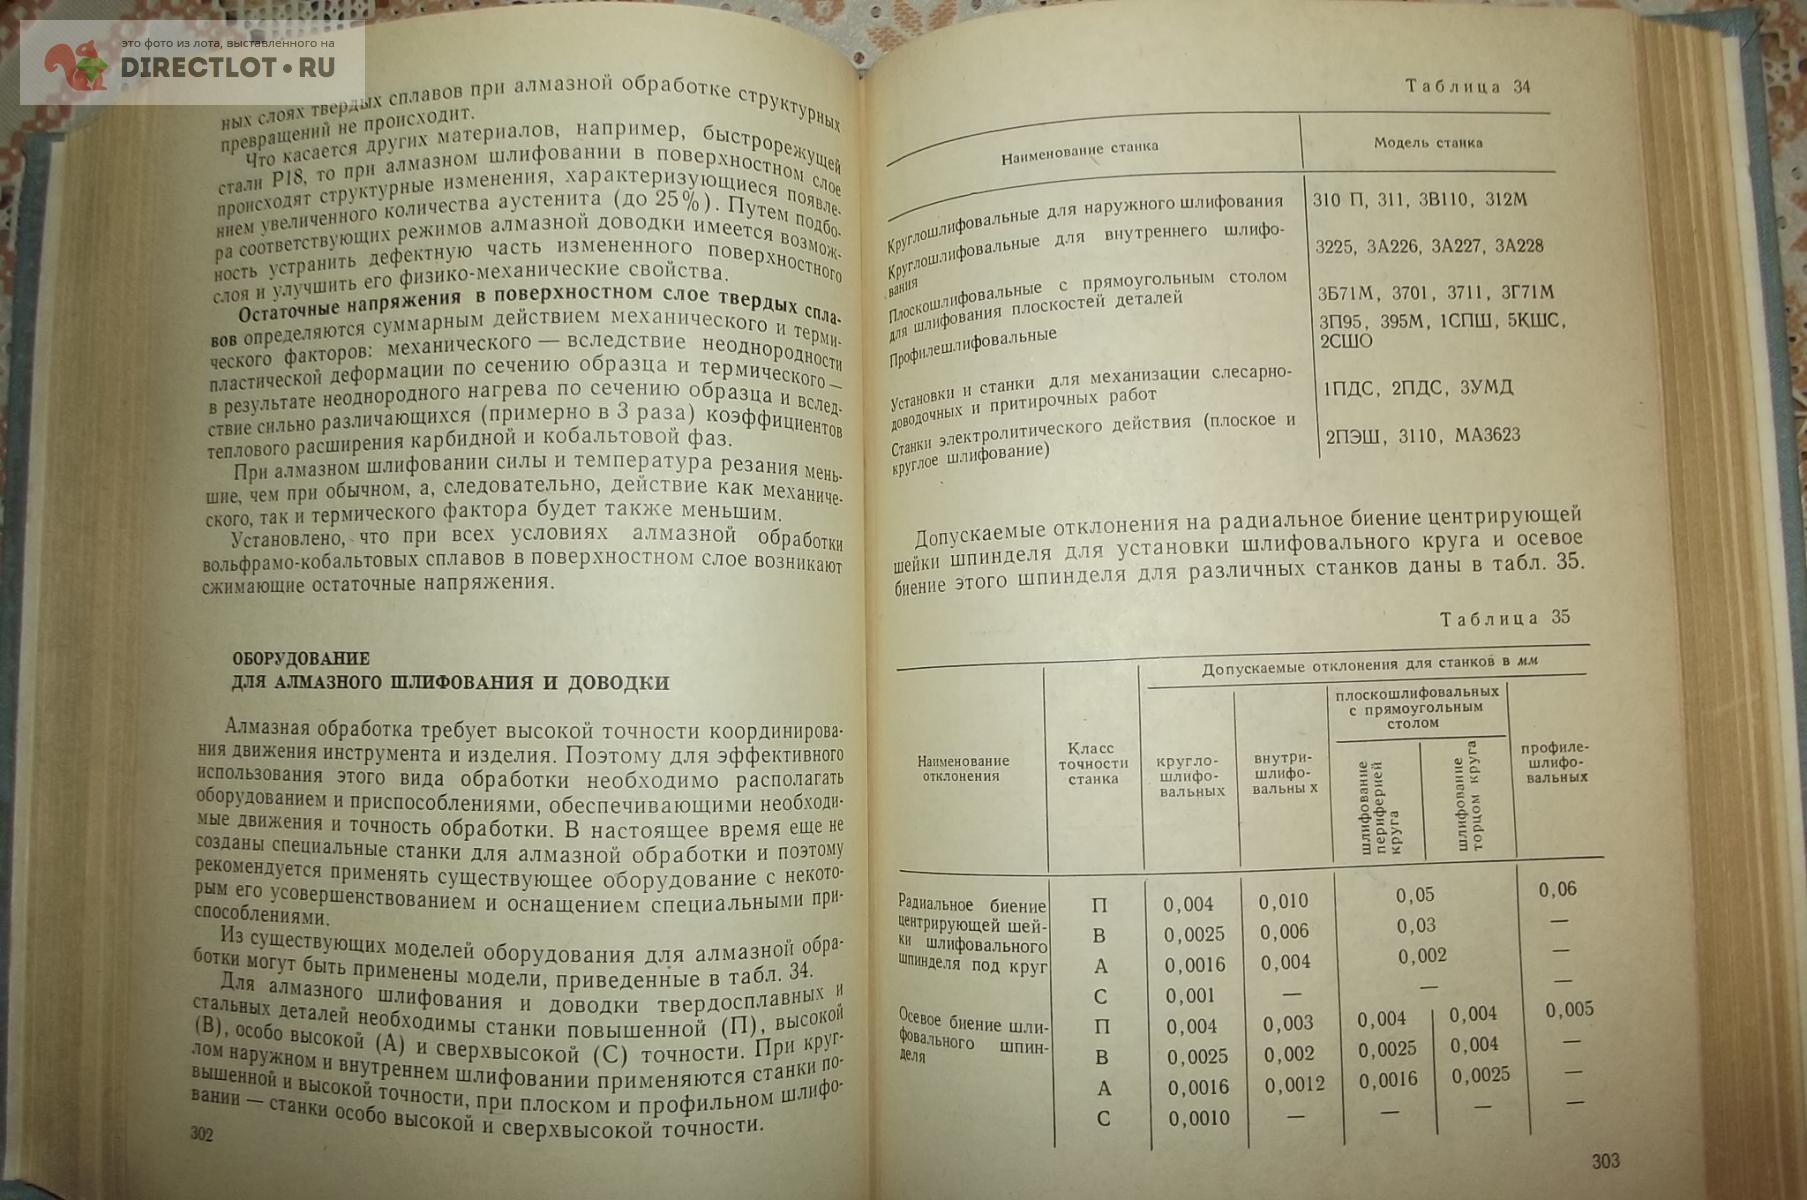 это фото из лота, выставленного на
DIRECTLOT.RU
ных слоях твердых сплавов при алмазной обработке структурных
превращений не происходит.
Что касается других материалов, например, быстрорежущей
стали Р18, то при алмазном шлифовании в поверхностном слое
происходят структурные изменения, характеризующиеся появле-
нием увеличенного количества аустенита (до 25%). Путем подбо-
ра соответствующих режимов алмазной доводки имеется возмож-
ность устранить дефектную часть измененного поверхностного
слоя и улучшить его физико-механические свойства.
Остаточные напряжения в поверхностном слое твердых спла-
вов определяются суммарным действием механического и терми-
ческого факторов: механического — вследствие неоднородности
пластической деформации по сечению образца и термического —
в результате неоднородного нагрева по сечению образца и вслед-
ствие сильно различающихся (примерно в 3 раза) коэффициентов
теплового расширения карбидной и кобальтовой фаз.
При алмазном шлифовании силы и температура резания мень-
шие, чем при обычном, а, следовательно, действие как механиче-
ского, так и термического фактора будет также меньшим.
Установлено, что при всех условиях алмазной обработки
вольфрамо-кобальтовых сплавов в поверхностном слое возникают
сжимающие остаточные напряжения.
ОБОРУДОВАНИЕ
ДЛЯ АЛМАЗНОГО ШЛИФОВАНИЯ И ДОВОДКИ
Алмазная обработка требует высокой точности координирова-
ния движения инструмента и изделия. Поэтому для эффективного
использования этого вида обработки необходимо располагать
оборудованием и приспособлениями, обеспечивающими необходи-
мые движения и точность обработки. В настоящее время еще не
созданы специальные станки для алмазной обработки и поэтому
рекомендуется применять существующее оборудование с некото-
рым его усовершенствованием и оснащением специальными при-
способлениями.
Из существующих моделей оборудования для алмазной обра-
ботки могут быть применены модели, приведенные в табл. 34.
Для алмазного шлифования и доводки твердосплавных и
стальных деталей необходимы станки повышенной (П), высокой
(В), особо высокой (А) и сверхвысокой (С) точности. При круг-
лом наружном и внутреннем шлифовании применяются станки по-
вышенной и высокой точности, при плоском и профильном шлифо-
вании — станки особо высокой и сверхвысокой точности.
302
Таблица 34
Наименование станка Модель станка
Круглошлифовальные для наружного шлифования 310 П, 311, 3В110, 312М
Круглошлифовальные для внутреннего шлифо-
вания 3225, 3А226, 3А227, 3А228
Плоскошлифовальные с прямоугольным столом
для шлифования плоскостей деталей 3Б71М, 3701, 3711, 3Г71М
Профилешлифовальные 3П95, 395М, 1СПШ, 5КШС,
2СШО
Установки и станки для механизации слесарно-
доводочных и притирочных работ 1ПДС, 2ПДС, 3УМД
Станки электролитического действия (плоское и
круглое шлифование) 2ПЭШ, 3110, МА3623
Допускаемые отклонения на радиальное биение центрирующей
шейки шпинделя для установки шлифовального круга и осевое
биение этого шпинделя для различных станков даны в табл. 35.
Таблица 35
Наименование
отклонения
Класс
точности
станка
Допускаемые отклонения для станков в мм
кругло-
шлифо-
вальных
внутри-
шлифо-
вальны х
плоскошлифовальных
с прямоугольным
столом
шлифование
периферией
круга
шлифование
торцом круга
профиле-
шлифо-
вальных
Радиальное биение П 0,004 0,010 0,05 0,06
центрирующей шей- В 0,0025 0,006 0,03 —
ки шлифовального А 0,0016 0,004 0,002 —
шпинделя под круг С 0,001 — — —
Осевое биение шли- П 0,004 0,003 0,004 0,004 0,005
фовального шпин- В 0,0025 0,002 0,0025 0,004 —
деля А 0,0016 0,0012 0,0016 0,0025 —
С 0,0010 — — — —
303